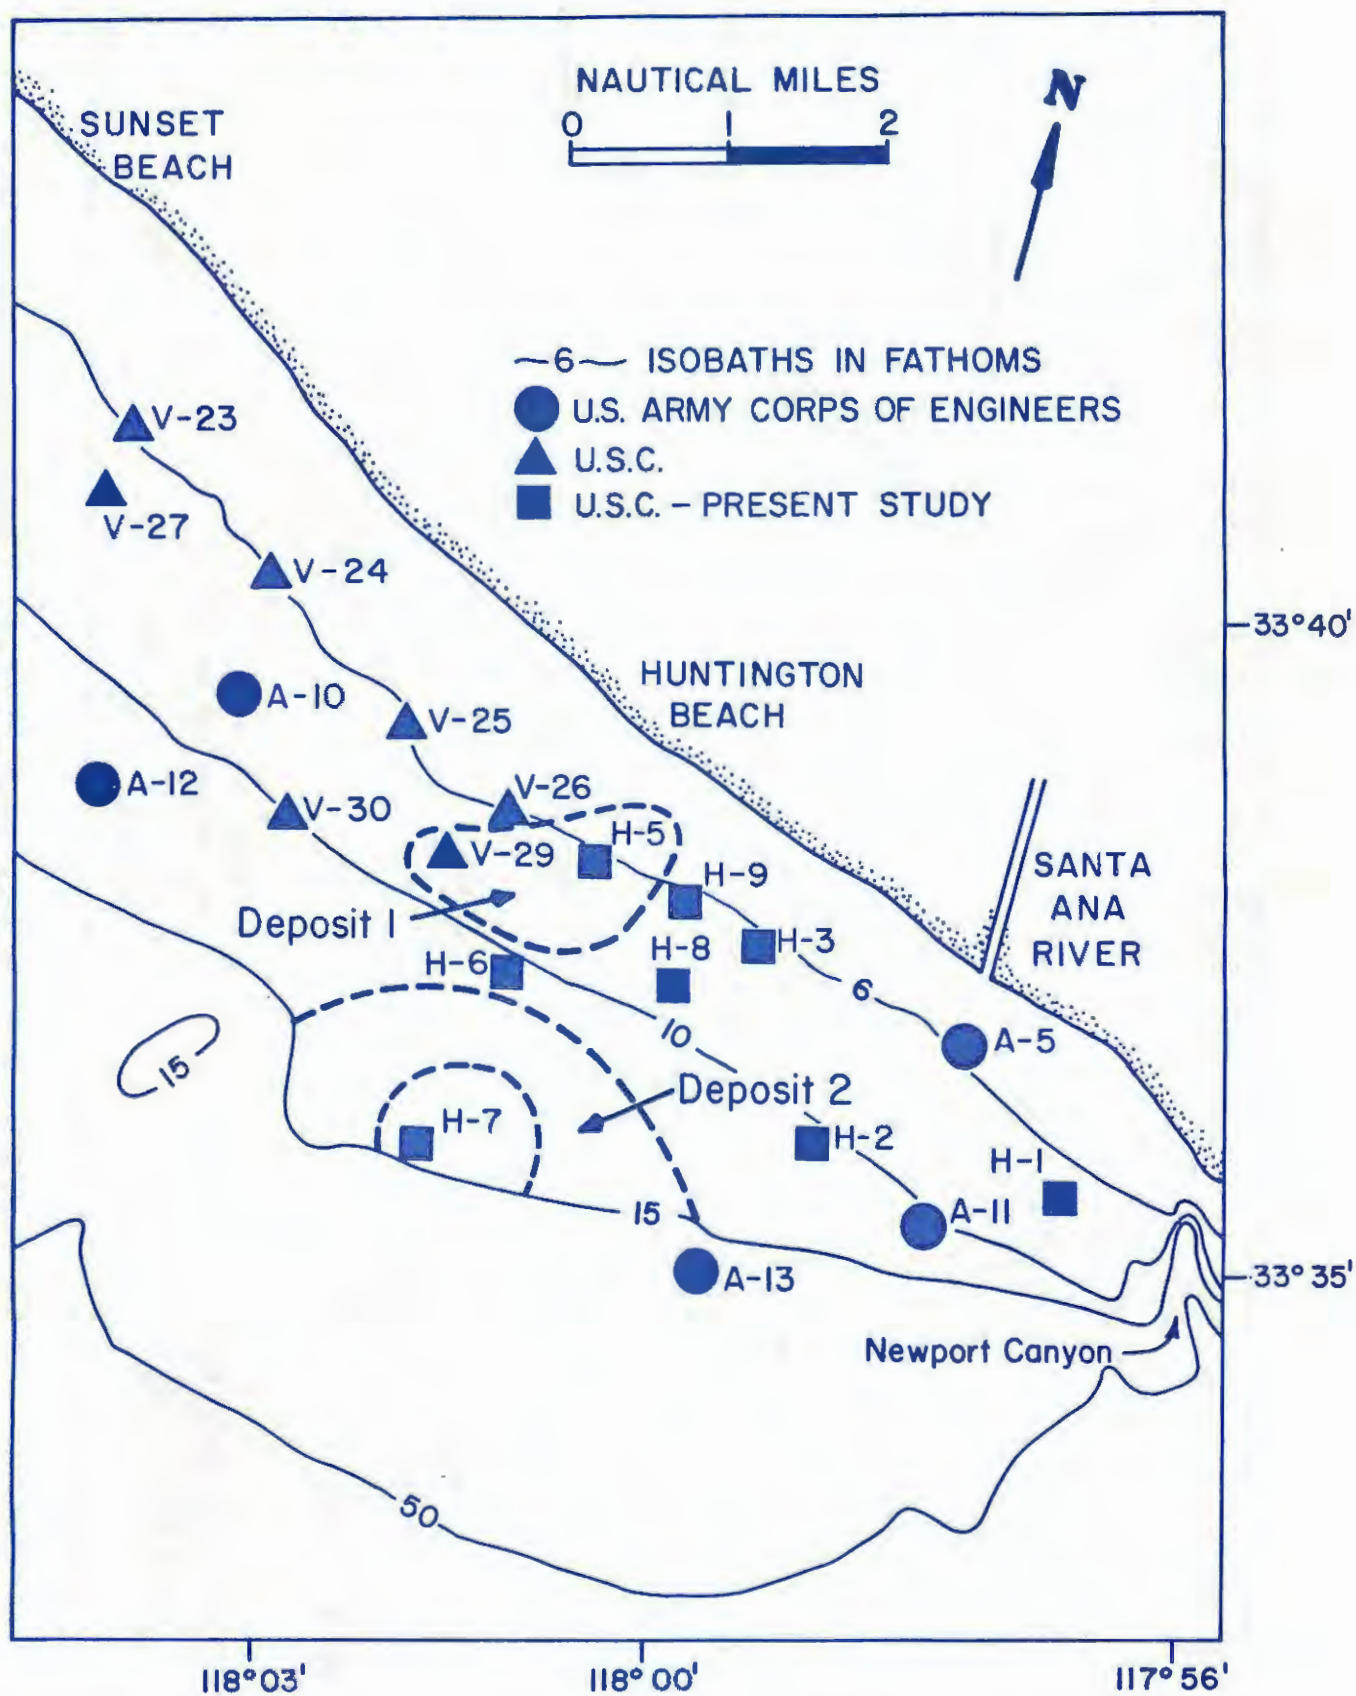 NAUTICAL MILES
0 1 2
N
SUNSET
BEACH
6 ISOBATHS IN FATHOMS
U.S. ARMY CORPS OF ENGINEERS
U.S.C.
U.S.C. - PRESENT STUDY
V-23
V-27
V-24
33°40'
HUNTINGTON
BEACH
A-10
V-25
A-12
V-30
V-26
H-5
V-29
H-9
SANTA
ANA
RIVER
Deposit 1
H-8
H-3
H-6
6
10
A-5
15
Deposit 2
H-7
H-2
H-1
15
A-11
A-13
33°35'
Newport Canyon
50
118°03' 118°00' 117°56'